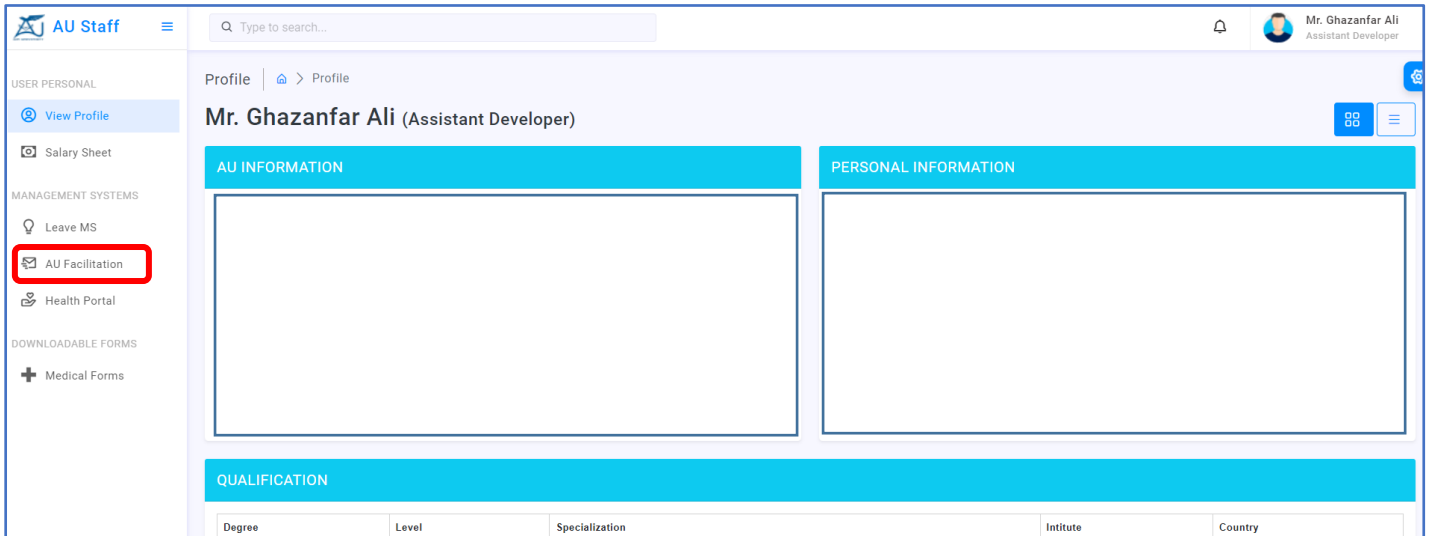 AU Staff
Type to search...
Mr. Ghazanfar Ali
Assistant Developer
USER PERSONAL
View Profile
Salary Sheet
MANAGEMENT SYSTEMS
Leave MS
AU Facilitation
Health Portal
DOWNLOADABLE FORMS
Medical Forms
Profile
Profile
Mr. Ghazanfar Ali (Assistant Developer)
AU INFORMATION
PERSONAL INFORMATION
QUALIFICATION
Degree Level Specialization Intitute Country